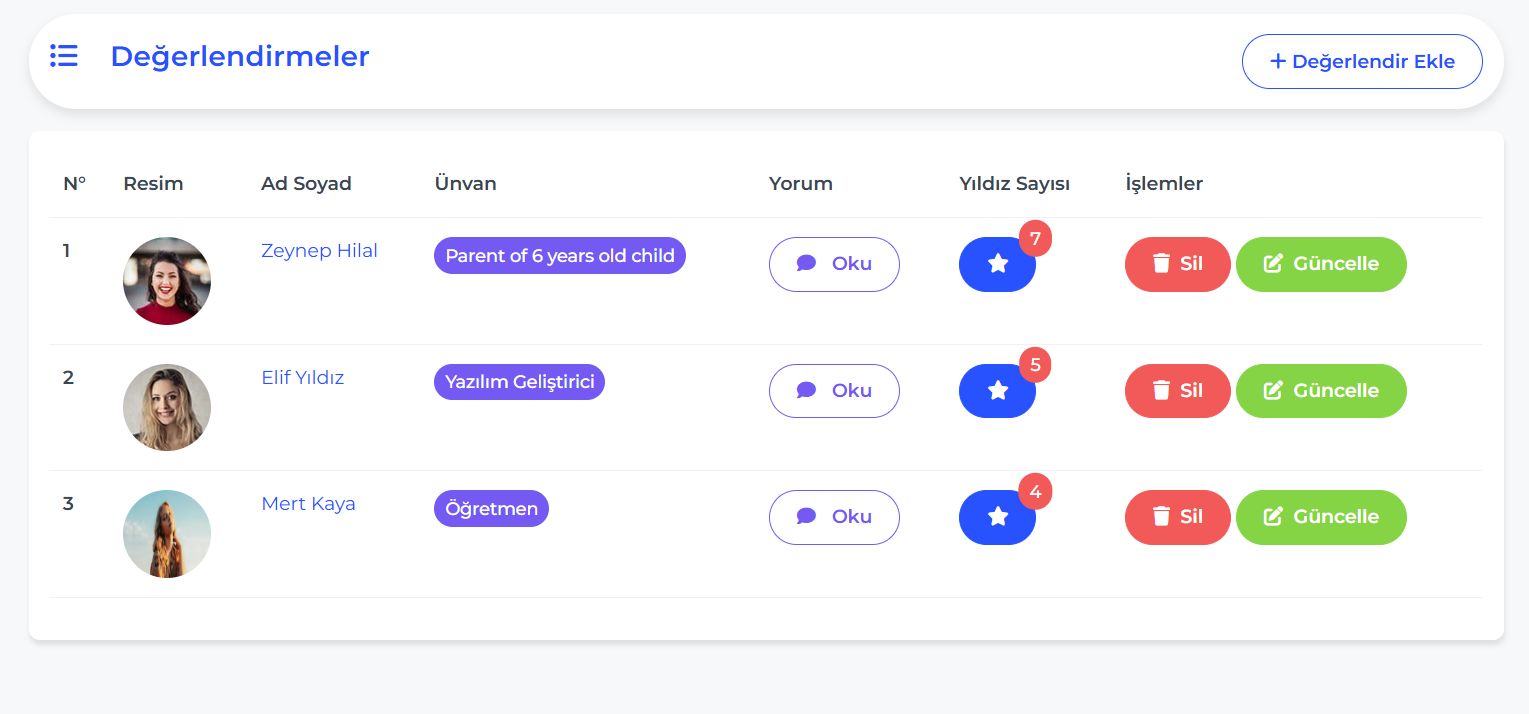 Değerlendirmeler
+ Değerlendir Ekle
N° Resim Ad Soyad Ünvan Yorum Yıldız Sayısı İşlemler
1 Zeynep Hilal Parent of 6 years old child Oku 7 Sil Güncelle
2 Elif Yıldız Yazılım Geliştirici Oku 5 Sil Güncelle
3 Mert Kaya Öğretmen Oku 4 Sil Güncelle